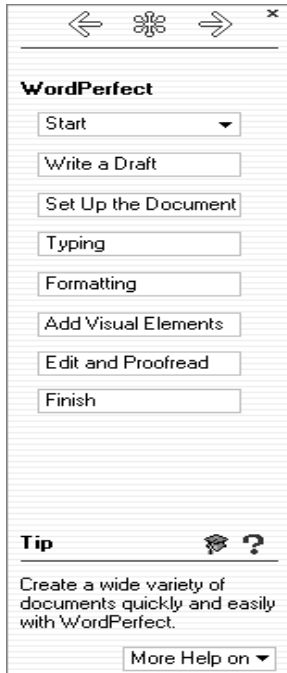 WordPerfect
Start
Write a Draft
Set Up the Document
Typing
Formatting
Add Visual Elements
Edit and Proofread
Finish
Tip
Create a wide variety of
documents quickly and easily
with WordPerfect.
More Help on